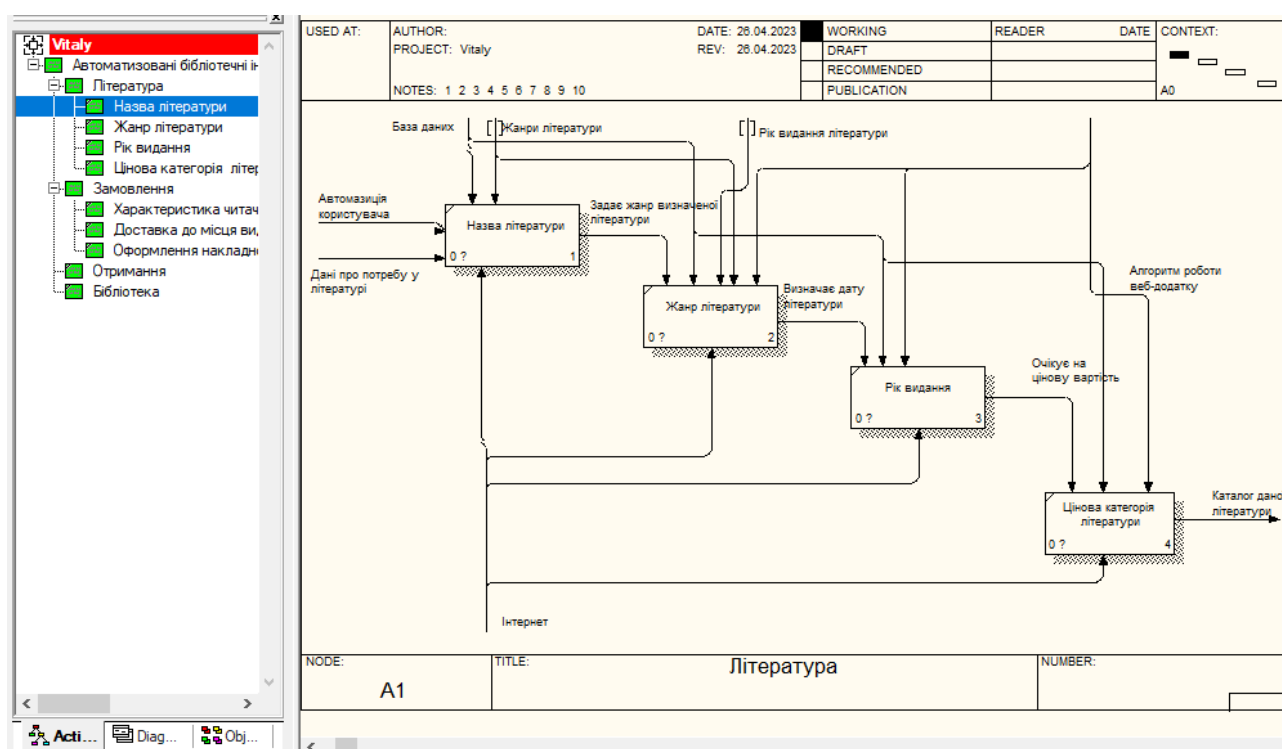 Vitaly
Автоматизовані бібліотечні ін
Література
Назва літератури
Жанр літератури
Рік видання
Цінова категорія літер
Замовлення
Характеристика читач
Доставка до місця ви
Оформлення накладно
Отримання
Бібліотека
Acti...
Diag...
Obj...
USED AT:
AUTHOR:
DATE: 26.04.2023
WORKING
READER
DATE
CONTEXT:
PROJECT: Vitaly
REV: 26.04.2023
DRAFT
RECOMMENDED
NOTES: 1 2 3 4 5 6 7 8 9 10
PUBLICATION
A0
База даних
Жанри літератури
Рік видання літератури
Автомазиція
користувача
Задає жанр визначеної
літератури
Назва літератури
0 ?
1
Дані про потребу у
літературі
Алгоритм роботи
веб-додатку
Визначає дату
літератури
Жанр літератури
0 ?
2
Очікує на
цінову вартість
Рік видання
0 ?
3
Каталог дано
літератури
Цінова категорія
літератури
0 ?
4
Інтернет
NODE:
TITLE:
NUMBER:
Література
A1